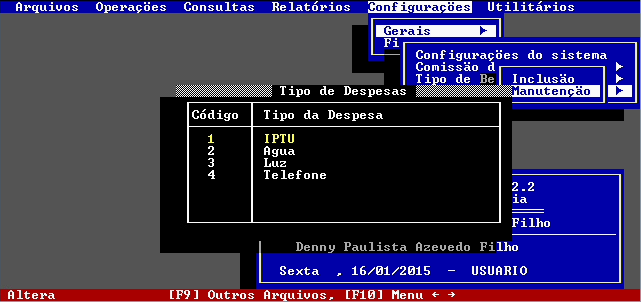 Arquivos Operações Consultas Relatórios Configurações Utilitários
Gerais
Fi
Configurações do sistema
Comissão d
Tipo de Be
Inclusão
Manutenção
Tipo de Despesas
Código Tipo da Despesa
1 IPTU
2 Água
3 Luz
4 Telefone
2.2
ia
Filho
Denny Paulista Azevedo Filho
Sexta , 16/01/2015 - USUARIO
Altera [F9] Outros Arquivos, [F10] Menu ← →